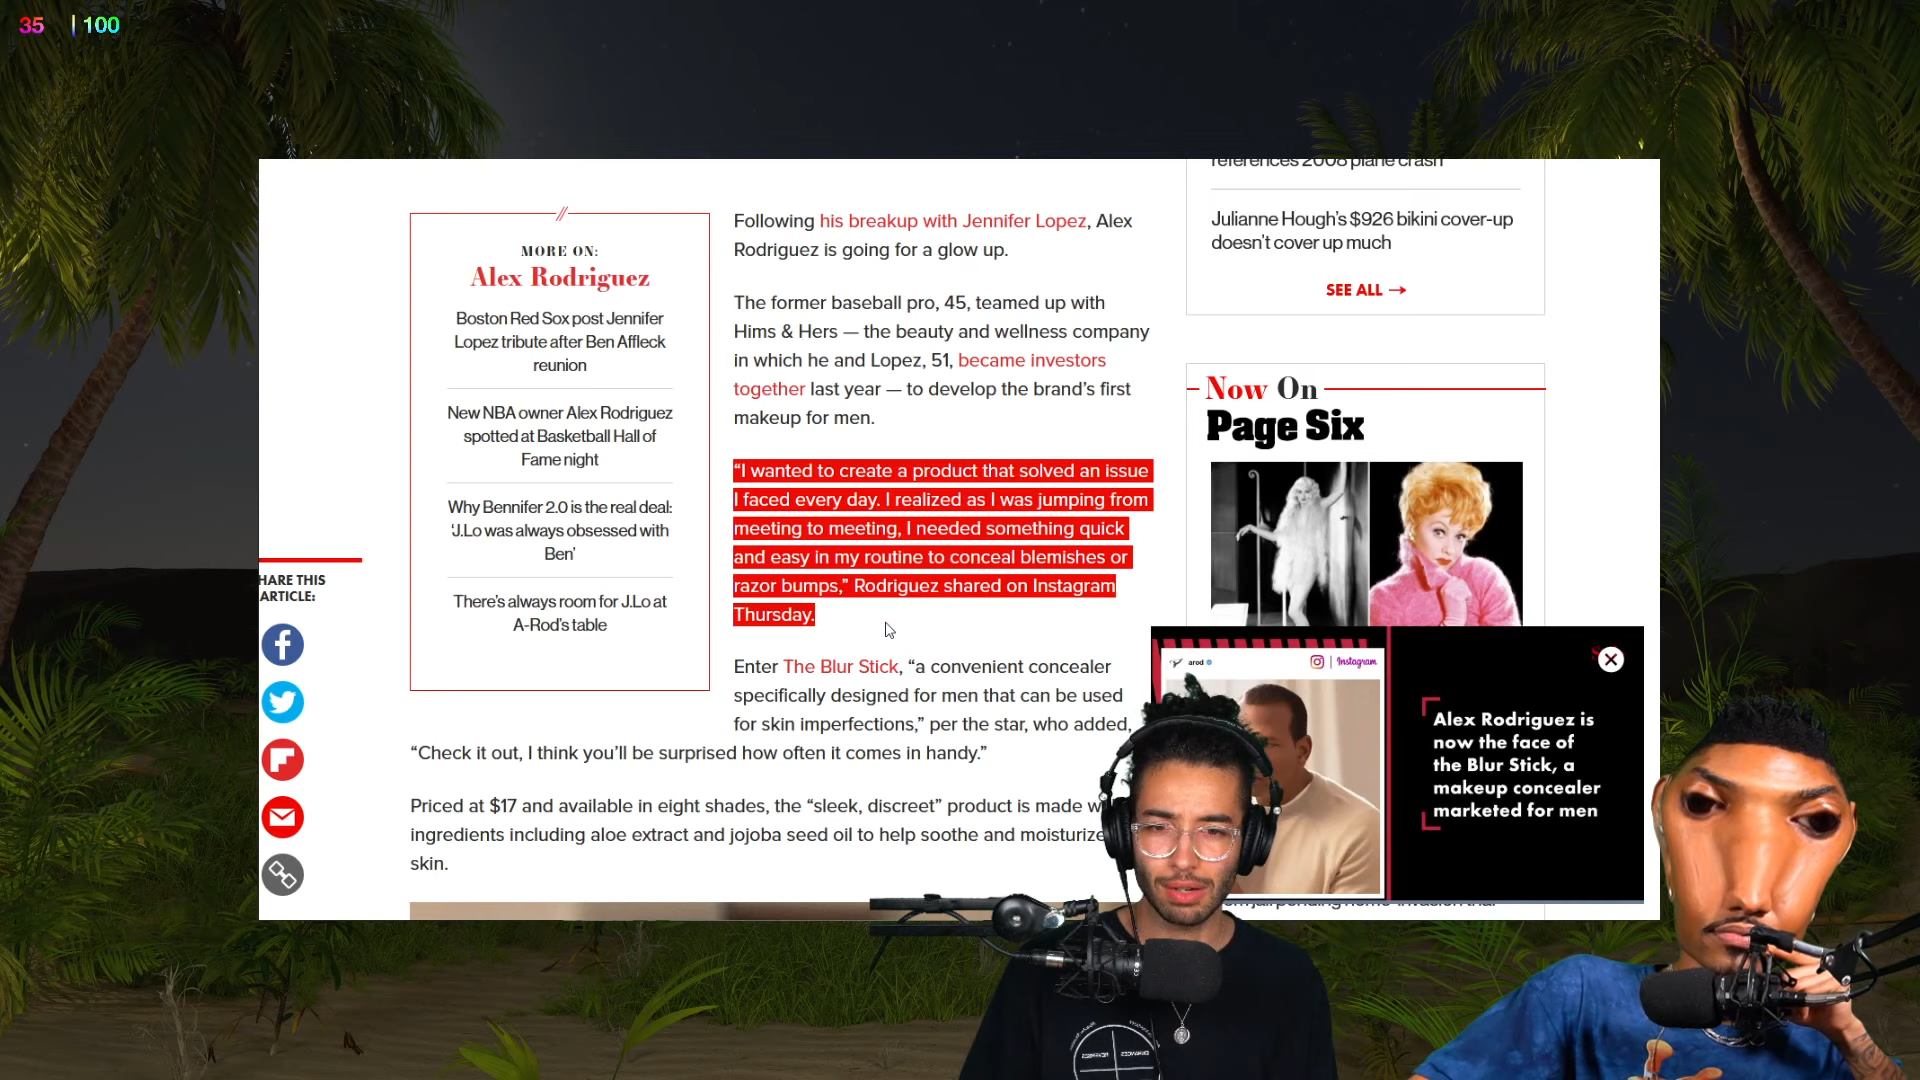 35 | 100
references 2008 plane crash
Julianne Hough's $926 bikini cover-up
doesn't cover up much
SEE ALL →
MORE ON:
Alex Rodriguez
Boston Red Sox post Jennifer
Lopez tribute after Ben Affleck
reunion
New NBA owner Alex Rodriguez
spotted at Basketball Hall of
Fame night
Why Bennifer 2.0 is the real deal:
'J.Lo was always obsessed with
Ben'
There's always room for J.Lo at
A-Rod's table
Following his breakup with Jennifer Lopez, Alex
Rodriguez is going for a glow up.
The former baseball pro, 45, teamed up with
Hims & Hers — the beauty and wellness company
in which he and Lopez, 51, became investors
together last year — to develop the brand's first
makeup for men.
“I wanted to create a product that solved an issue
I faced every day. I realized as I was jumping from
meeting to meeting, I needed something quick
and easy in my routine to conceal blemishes or
razor bumps,” Rodriguez shared on Instagram
Thursday.
Enter The Blur Stick, “a convenient concealer
specifically designed for men that can be used
for skin imperfections,” per the star, who added,
“Check it out, I think you'll be surprised how often it comes in handy.”
Priced at $17 and available in eight shades, the “sleek, discreet” product is made w
ingredients including aloe extract and jojoba seed oil to help soothe and moisturize
skin.
HARE THIS
ARTICLE:
Now On
Page Six
arod
Instagram
Alex Rodriguez is
now the face of
the Blur Stick, a
makeup concealer
marketed for men